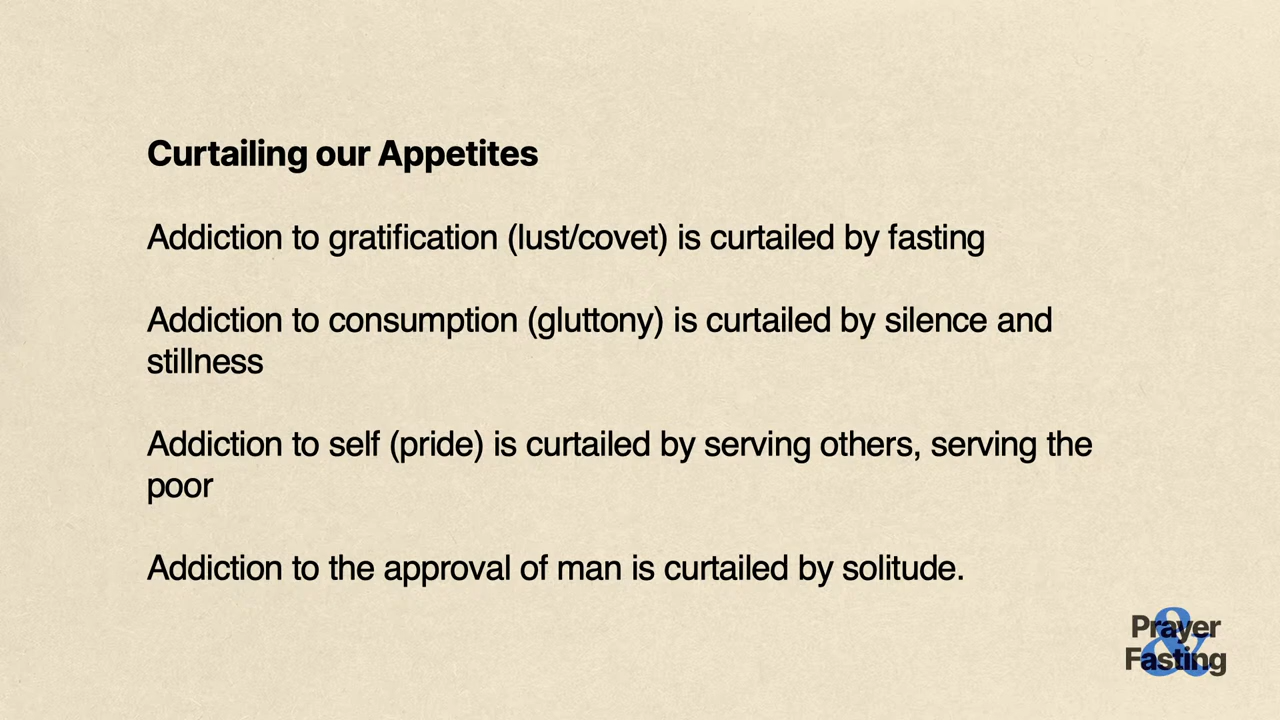 Curtailing our Appetites
Addiction to gratification (lust/covet) is curtailed by fasting
Addiction to consumption (gluttony) is curtailed by silence and
stillness
Addiction to self (pride) is curtailed by serving others, serving the
poor
Addiction to the approval of man is curtailed by solitude.
Prayer
&
Fasting